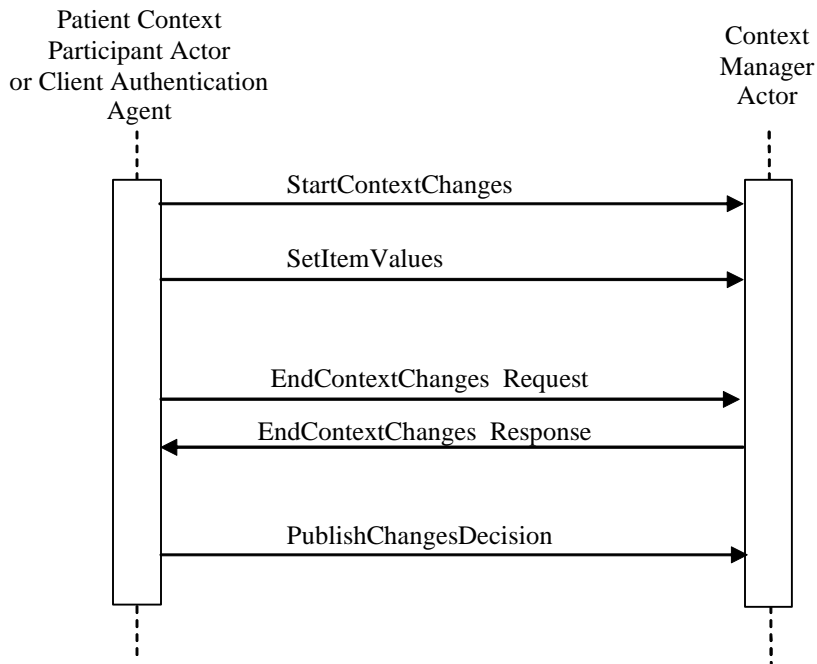 Patient Context
Participant Actor
or Client Authentication
Agent
Context
Manager
Actor
StartContextChanges
SetItemValues
EndContextChanges Request
EndContextChanges Response
PublishChangesDecision